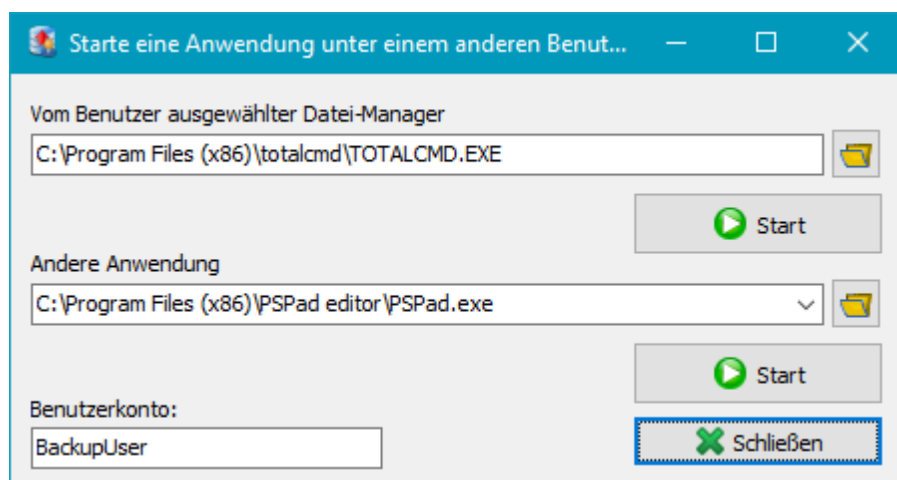 Starte eine Anwendung unter einem anderen Benut...
Vom Benutzer ausgewählter Datei-Manager
C:\Program Files (x86)\totalcmd\TOTALCMD.EXE
Start
Andere Anwendung
C:\Program Files (x86)\PSPad editor\PSPad.exe
Start
Benutzerkonto:
BackupUser
Schließen